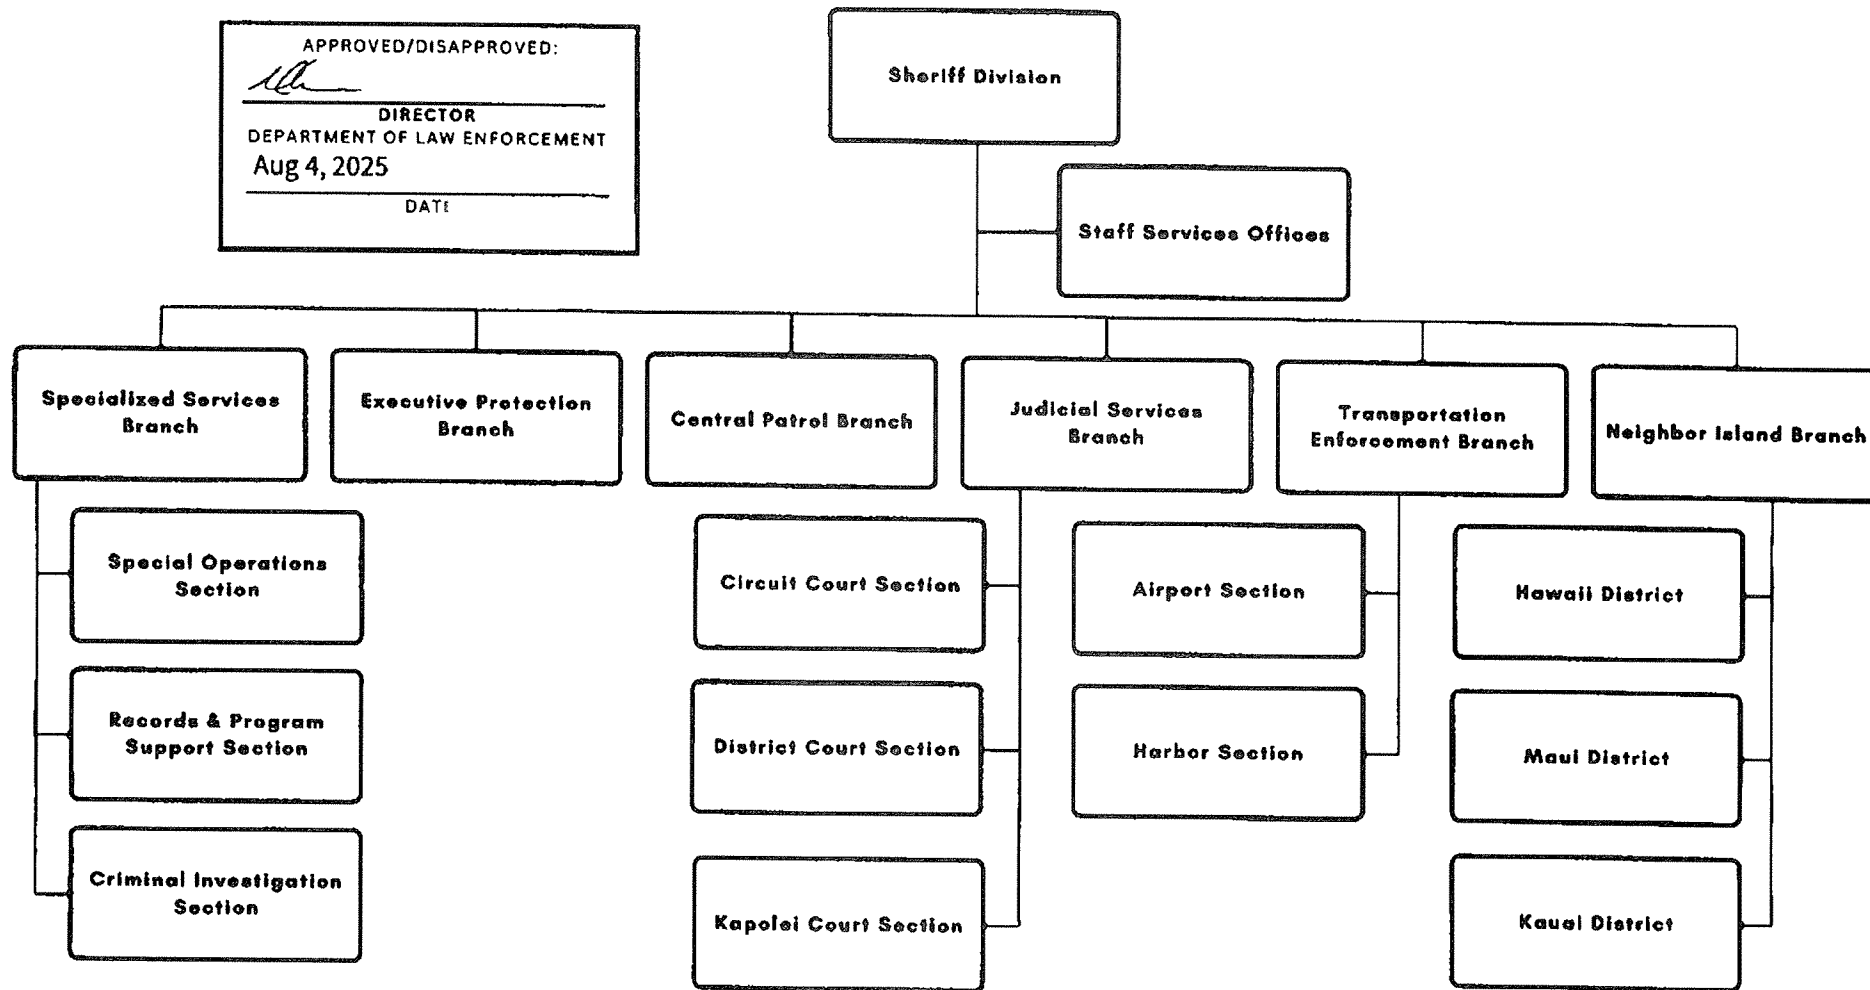 APPROVED/DISAPPROVED:
DIRECTOR
DEPARTMENT OF LAW ENFORCEMENT
Aug 4, 2025
DATE
Sheriff Division
Staff Services Offices
Specialized Services
Branch
Executive Protection
Branch
Central Patrol Branch
Judicial Services
Branch
Transportation
Enforcement Branch
Neighbor Island Branch
Special Operations
Section
Records & Program
Support Section
Criminal Investigation
Section
Circuit Court Section
District Court Section
Kapolei Court Section
Airport Section
Harbor Section
Hawaii District
Maui District
Kauai District